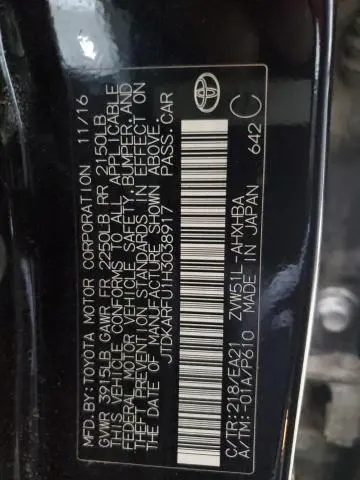 MFD.BY:TOYOTA MOTOR CORPORATION 11/16
GVWR 3915LB GAWR FR 2250LB RR 2150LB
THIS VEHICLE CONFORMS TO ALL APPLICABLE
FEDERAL MOTOR VEHICLE SAFETY, BUMPER, AND
THEFT PREVENTION STANDARDS IN EFFECT ON
THE DATE OF MANUFACTURE SHOWN ABOVE.
JTDKARFU1H3038917 PASS.CAR
ZVW51L-AHXHBA 642
C
C/TR:218/EA21
A/TM:-01A/P610 MADE IN JAPAN